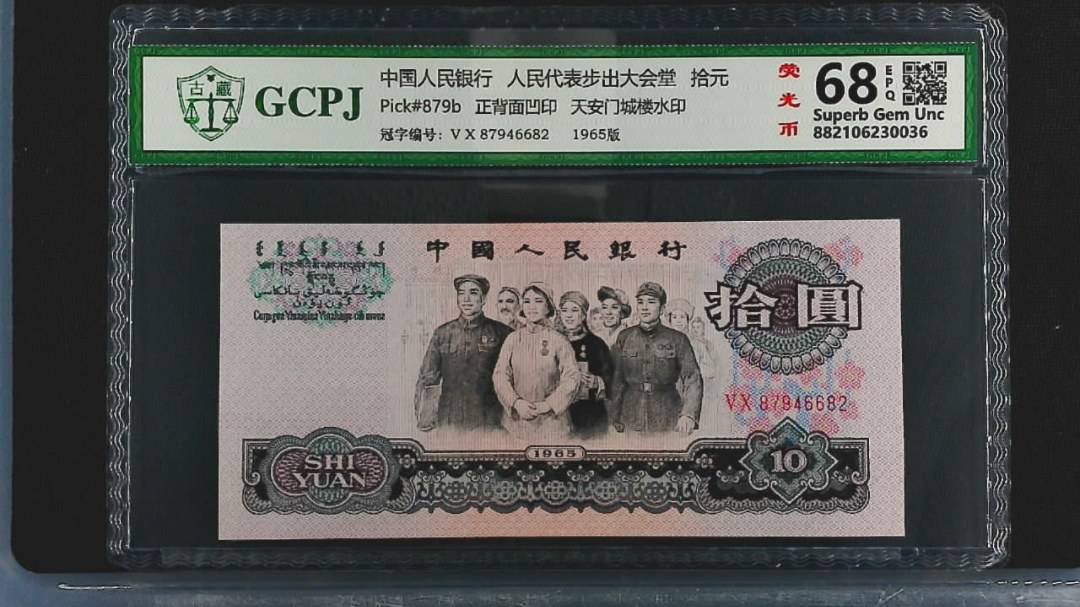 古藏
GCPJ
中国人民银行 人民代表步出大会堂 拾元
Pick#879b 正背面凹印 天安门城楼水印
冠字编号: VX 87946682 1965版
荧光币
68 EPQ
Superb Gem Unc
882106230036
中國人民銀行
拾圓
VX 87946682
1965
SHI
YUAN
10